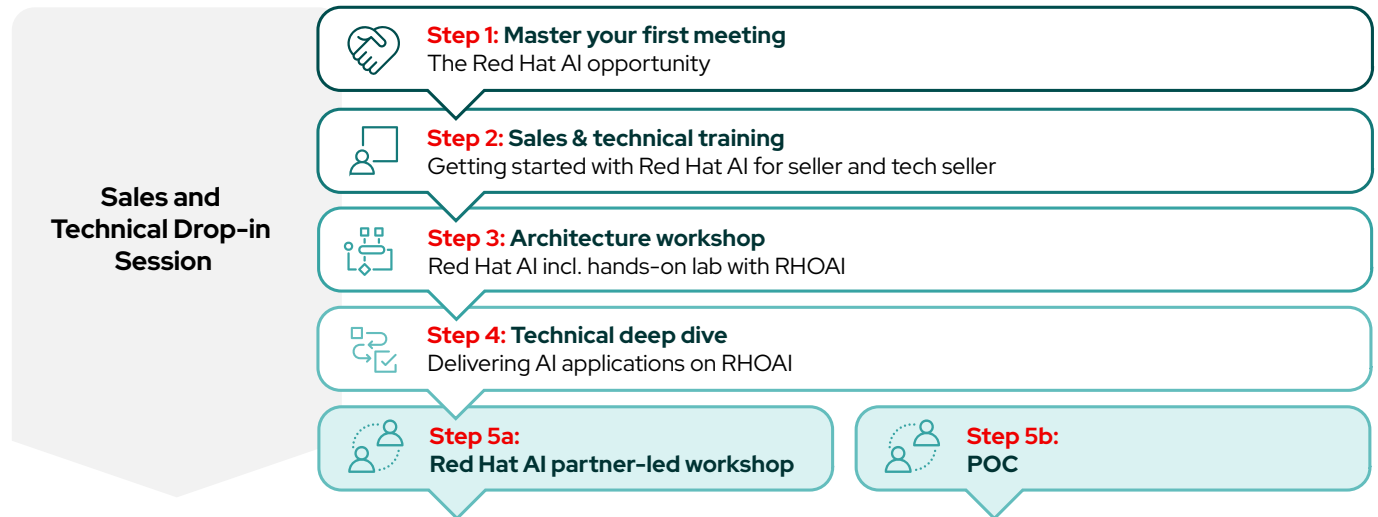 Sales and
Technical Drop-in
Session
Step 1: Master your first meeting
The Red Hat AI opportunity
Step 2: Sales & technical training
Getting started with Red Hat AI for seller and tech seller
Step 3: Architecture workshop
Red Hat AI incl. hands-on lab with RHOAI
Step 4: Technical deep dive
Delivering AI applications on RHOAI
Step 5a:
Red Hat AI partner-led workshop
Step 5b:
POC